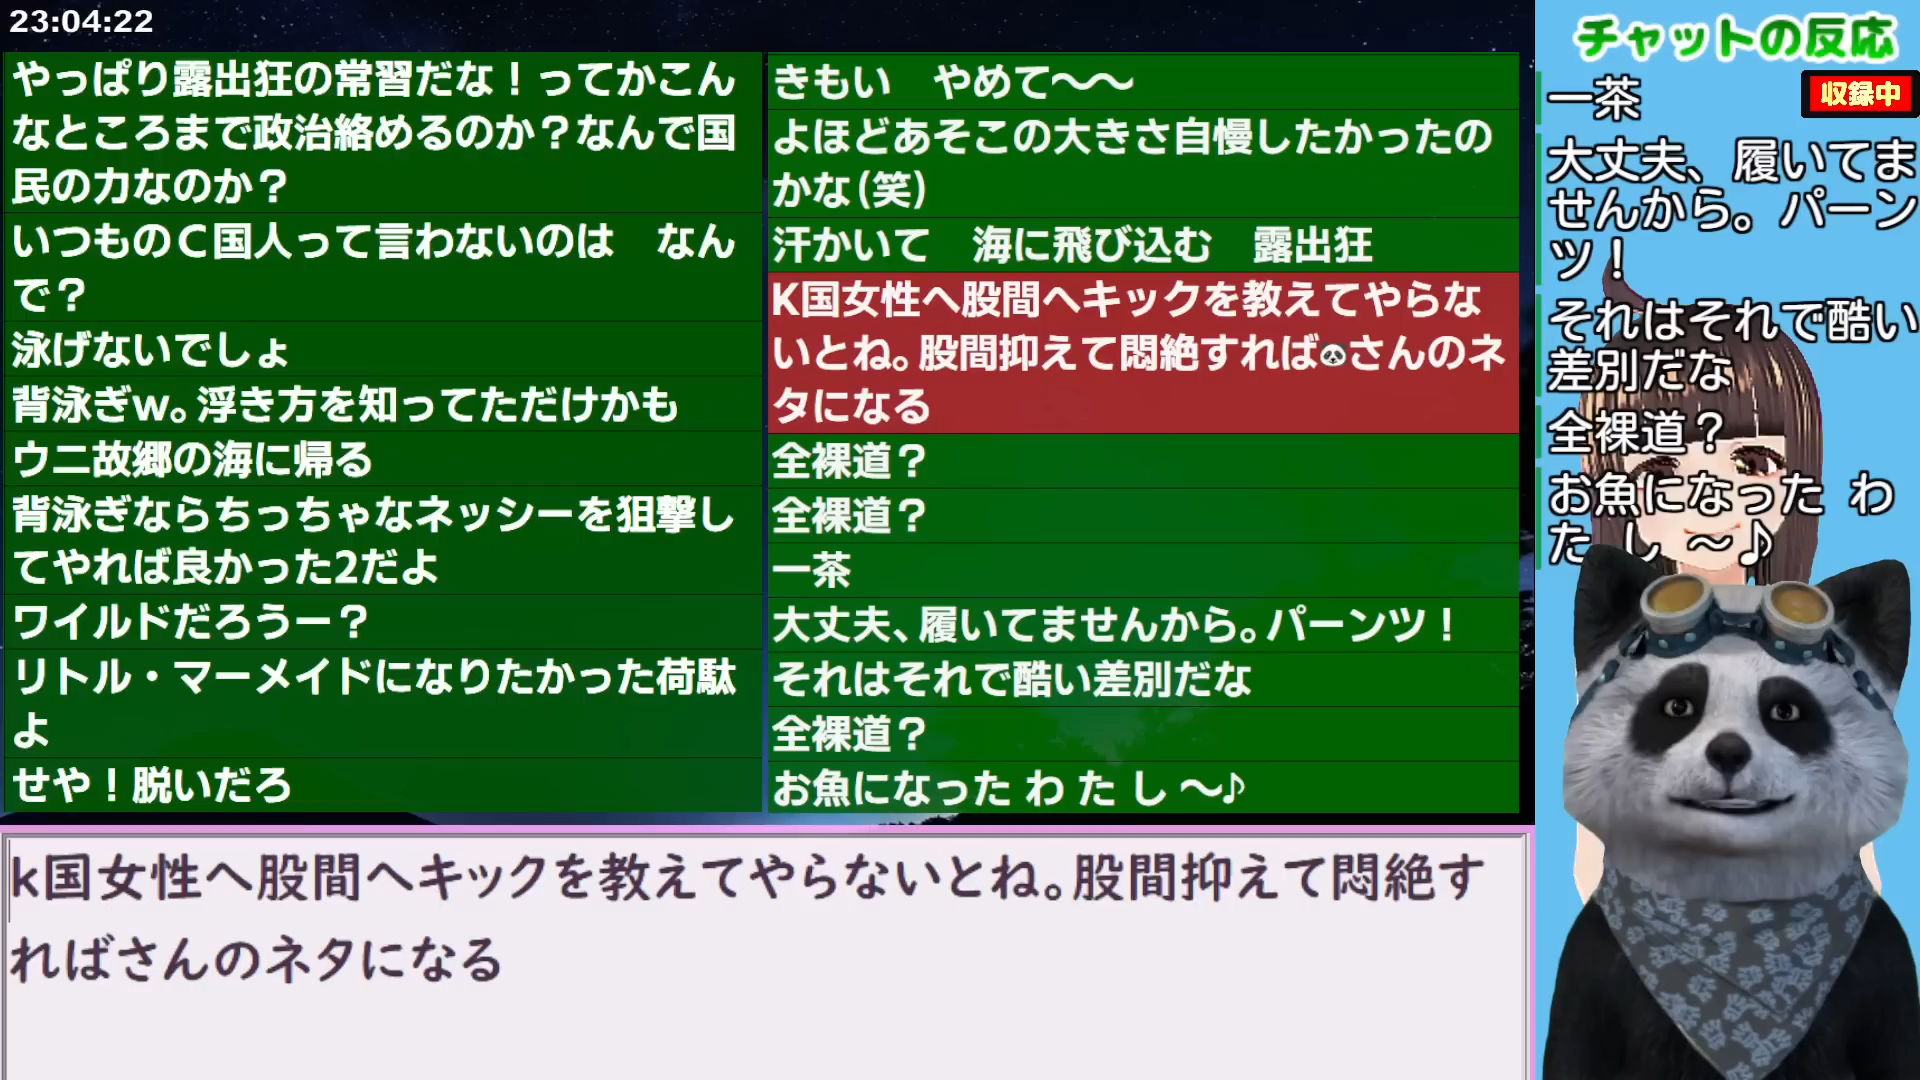 23:04:22
やっぱり露出狂の常習だな！ってかこん
なところまで政治絡めるのか？なんで国
民の力なのか？
いつものC国人って言わないのは　なん
で？
泳げないでしょ
背泳ぎw。浮き方を知ってただけかも
ウニ故郷の海に帰る
背泳ぎならちっちゃなネッシーを狙撃し
てやれば良かった2だよ
ワイルドだろうー？
リトル・マーメイドになりたかった荷駄
よ
せや！脱いだろ
きもい　やめて〜〜
よほどあそこの大きさ自慢したかったの
かな(笑)
汗かいて　海に飛び込む　露出狂
K国女性へ股間へキックを教えてやらな
いとね。股間抑えて悶絶すれば🐼さんのネ
タになる
全裸道？
全裸道？
一茶
大丈夫、履いてませんから。パーンツ！
それはそれで酷い差別だな
全裸道？
お魚になった わ た し 〜♪
k国女性へ股間へキックを教えてやらないとね。股間抑えて悶絶す
ればさんのネタになる
チャットの反応
収録中
一茶
大丈夫、履いてま
せんから。パーン
ツ！
それはそれで酷い
差別だな
全裸道？
お魚になった わ
た し 〜♪